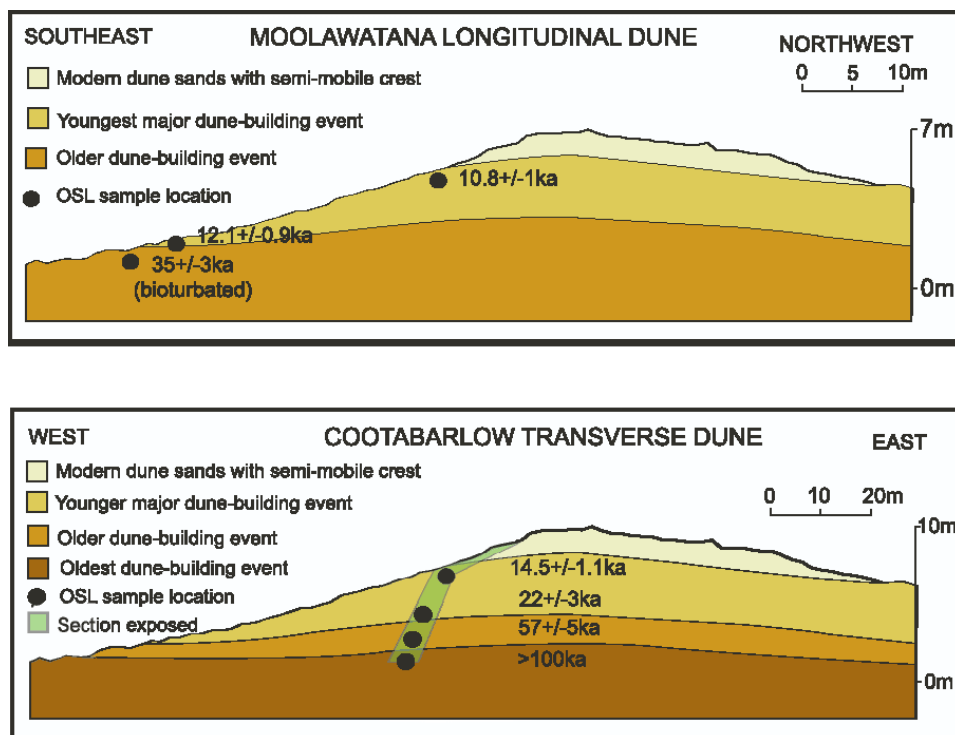 SOUTHEAST
MOOLAWATANA LONGITUDINAL DUNE
NORTHWEST
0 5 10m
Modern dune sands with semi-mobile crest
Youngest major dune-building event
Older dune-building event
OSL sample location
7m
10.8+/-1ka
12.1+/-0.9ka
35+/-3ka
(bioturbated)
0m
WEST
COOTABARLOW TRANSVERSE DUNE
EAST
Modern dune sands with semi-mobile crest
Younger major dune-building event
0 10 20m
Older dune-building event
Oldest dune-building event
OSL sample location
Section exposed
10m
14.5+/-1.1ka
22+/-3ka
57+/-5ka
>100ka
0m